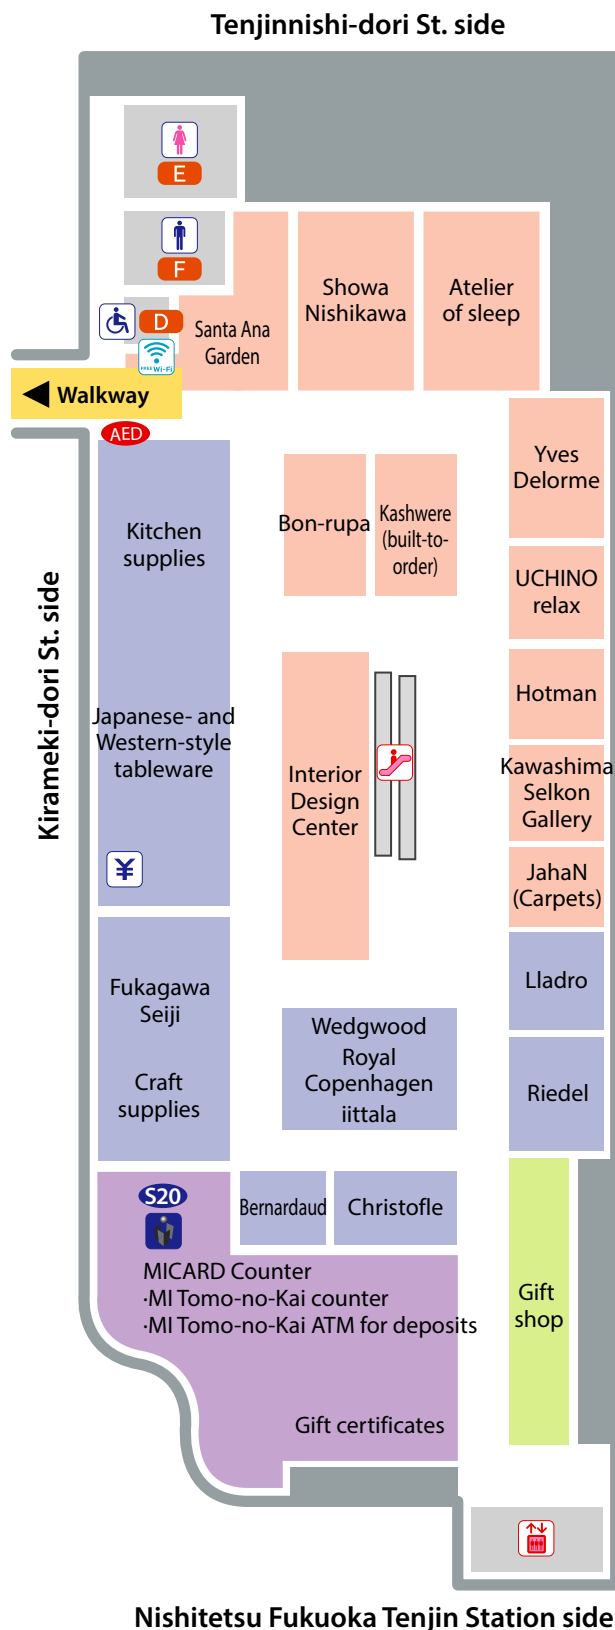 Tenjinnishi-dori St. side
E
F
D
FREE Wi-Fi
Santa Ana
Garden
Showa
Nishikawa
Atelier
of sleep
Walkway
AED
Kitchen
supplies
Bon-rupa
Kashwere
(built-to-
order)
Yves
Delorme
UCHINO
relax
Hotman
Kawashima
Selkon
Gallery
JahaN
(Carpets)
Kirameki-dori St. side
Japanese- and
Western-style
tableware
¥
Interior
Design
Center
Fukagawa
Seiji
Craft
supplies
Wedgwood
Royal
Copenhagen
iittala
Lladro
Riedel
S20
Bernardaud
Christofle
MICARD Counter
·MI Tomo-no-Kai counter
·MI Tomo-no-Kai ATM for deposits
Gift
shop
Gift certificates
Nishitetsu Fukuoka Tenjin Station side